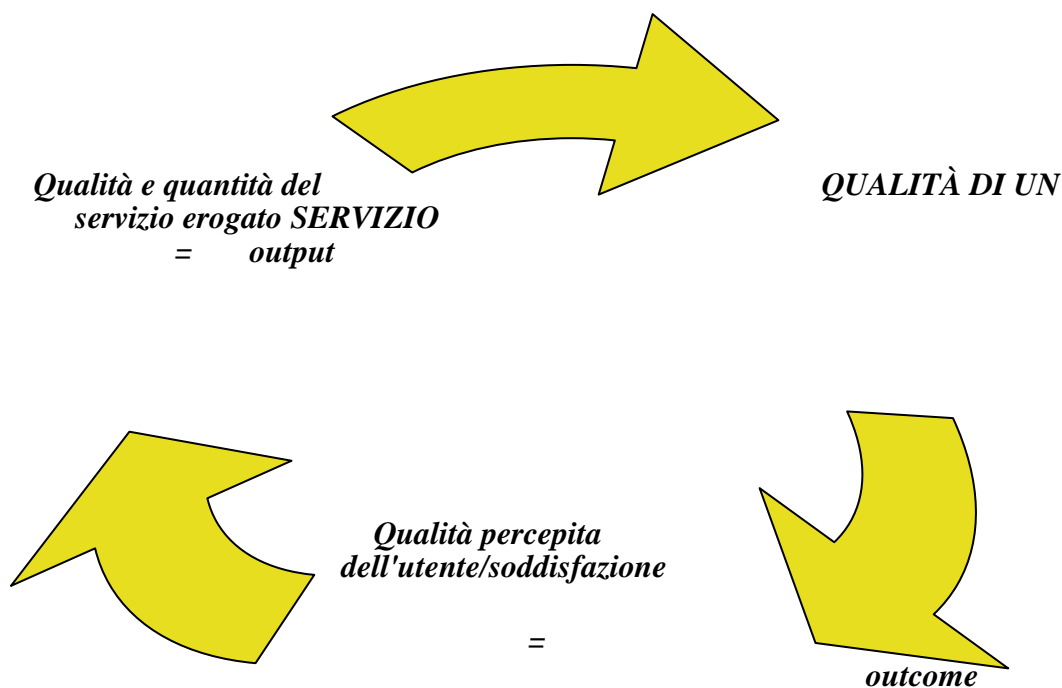 Qualità e quantità del QUALITÀ DI UN
servizio erogato SERVIZIO
= output
Qualità percepita
dell'utente/soddisfazione
=
outcome